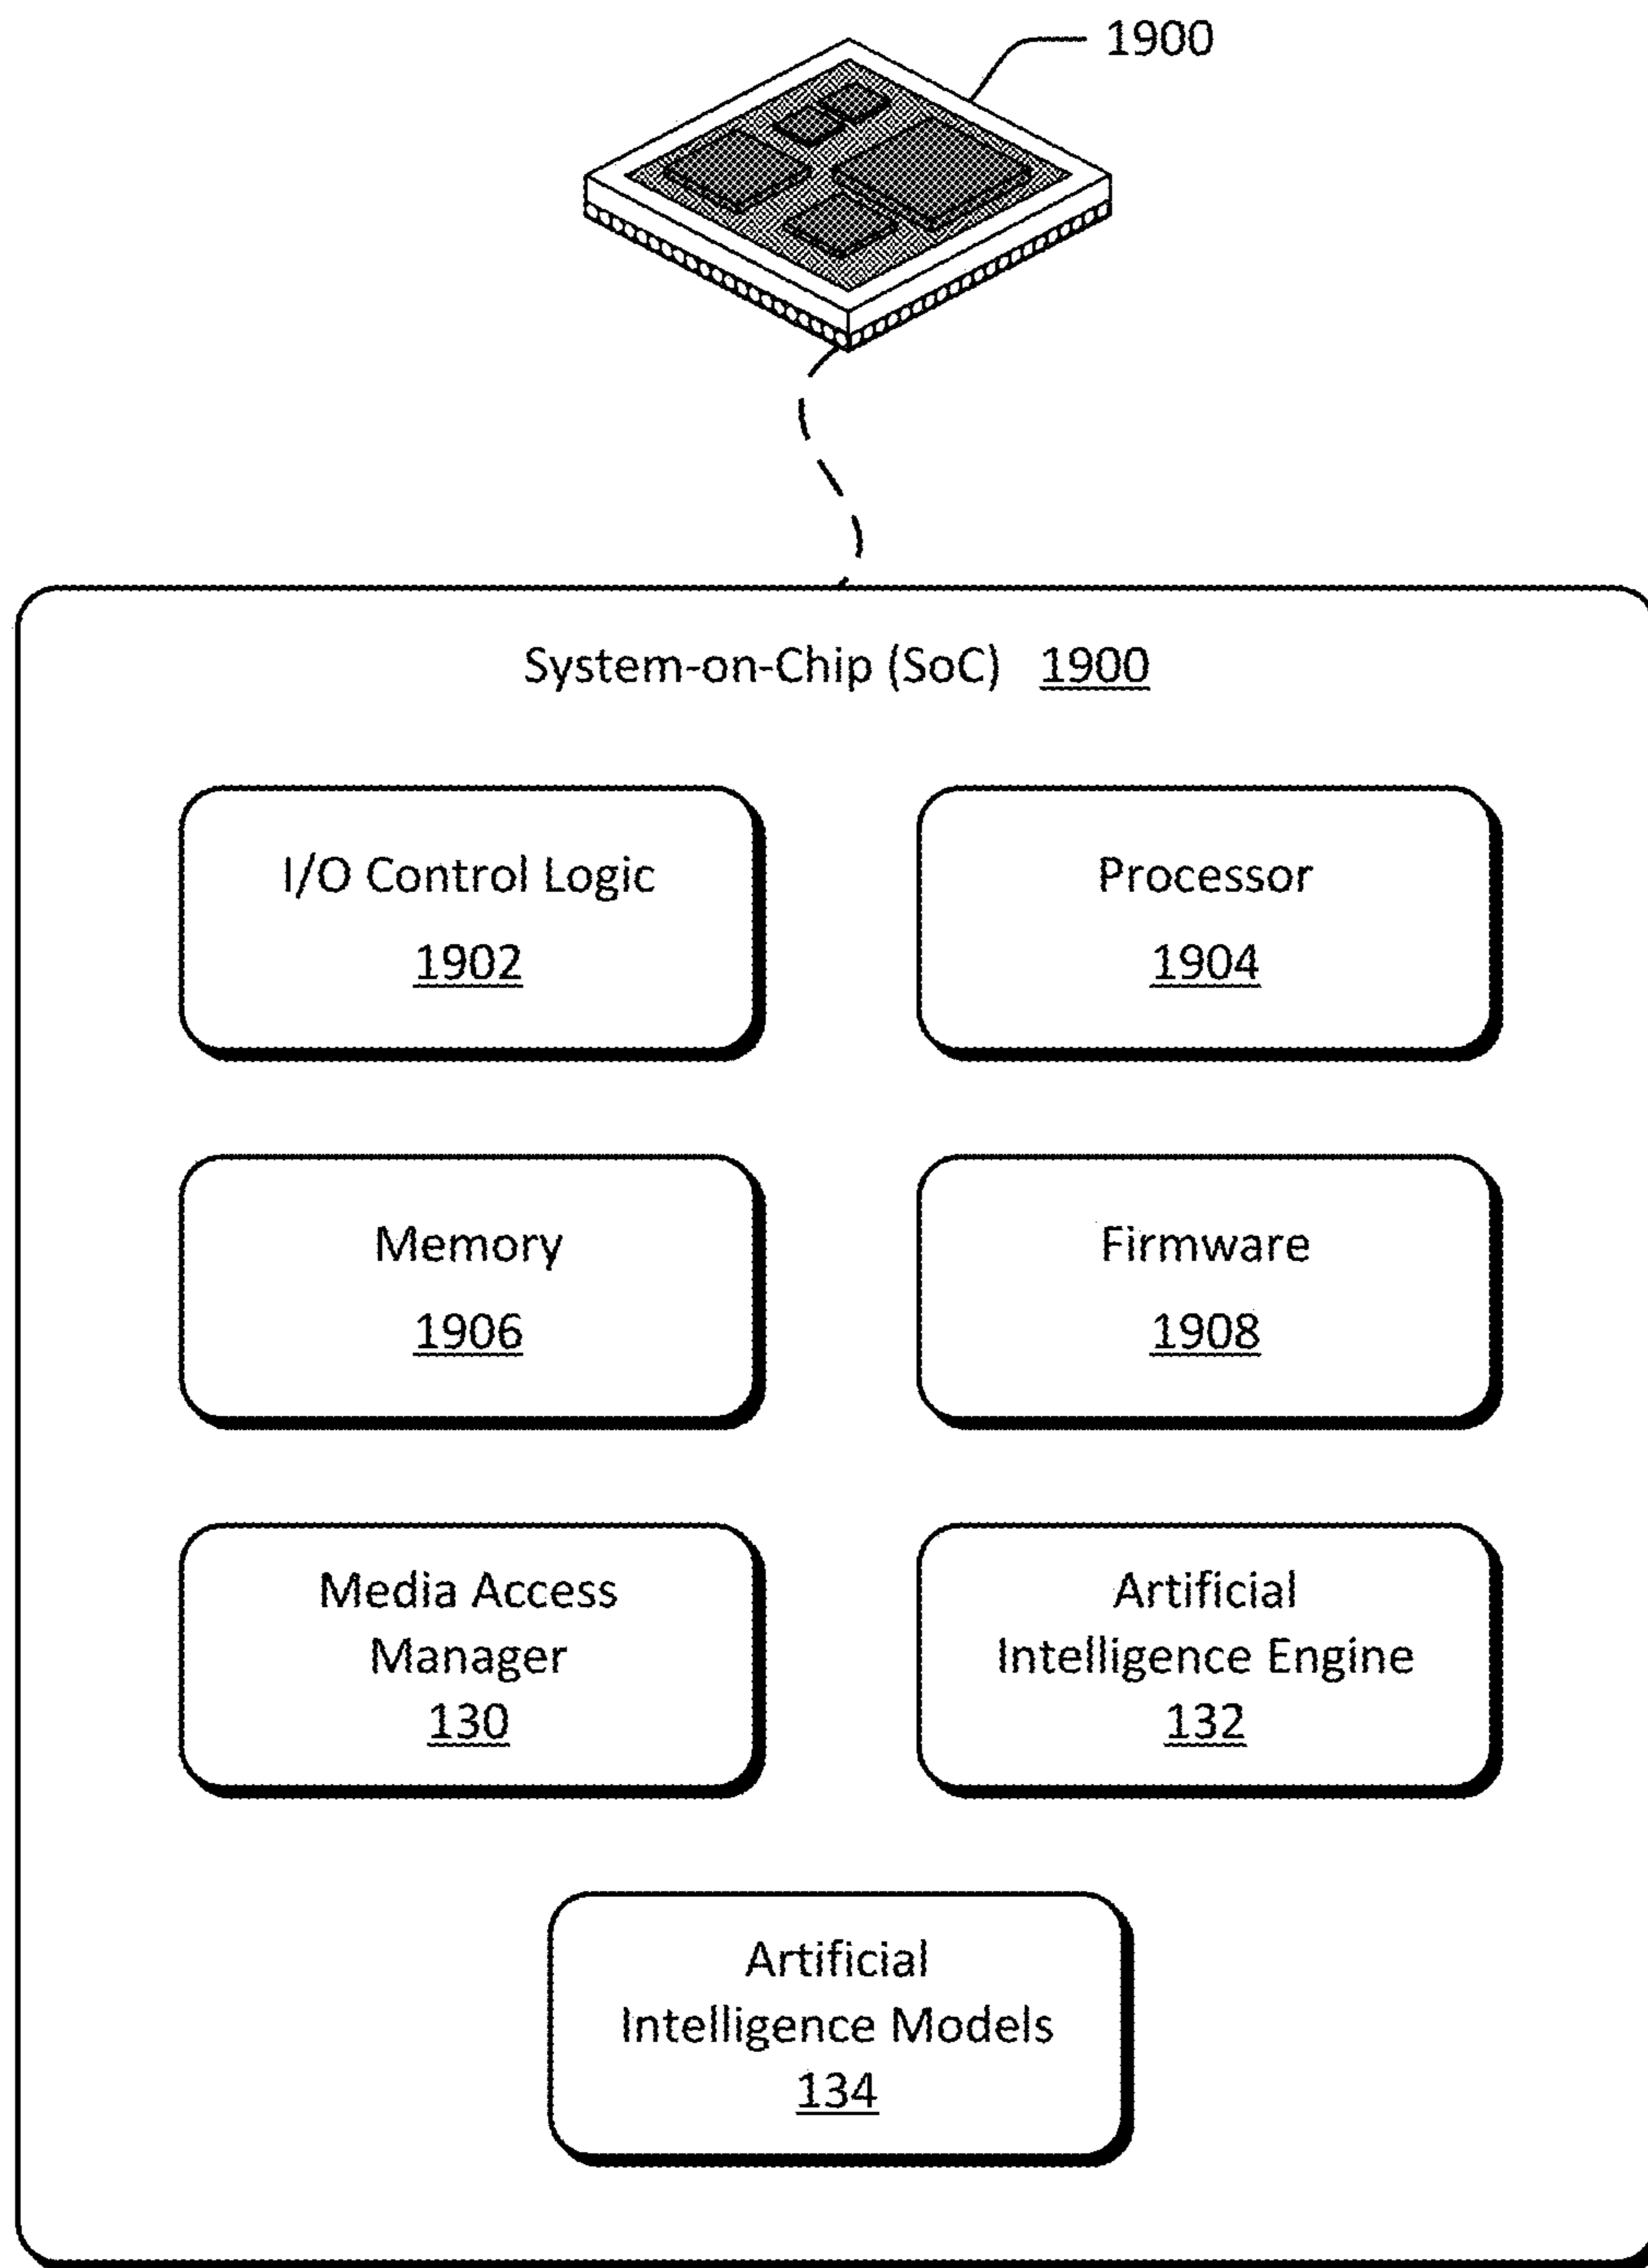 1900
System-on-Chip (SoC) 1900
I/O Control Logic
1902
Processor
1904
Memory
1906
Firmware
1908
Media Access
Manager
130
Artificial
Intelligence Engine
132
Artificial
Intelligence Models
134